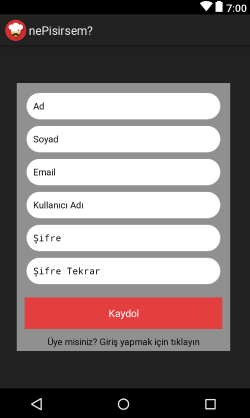 7:00
nePisirsem?
Ad
Soyad
Email
Kullanıcı Adı
Şifre
Şifre Tekrar
Kaydol
Üye misiniz? Giriş yapmak için tıklayın